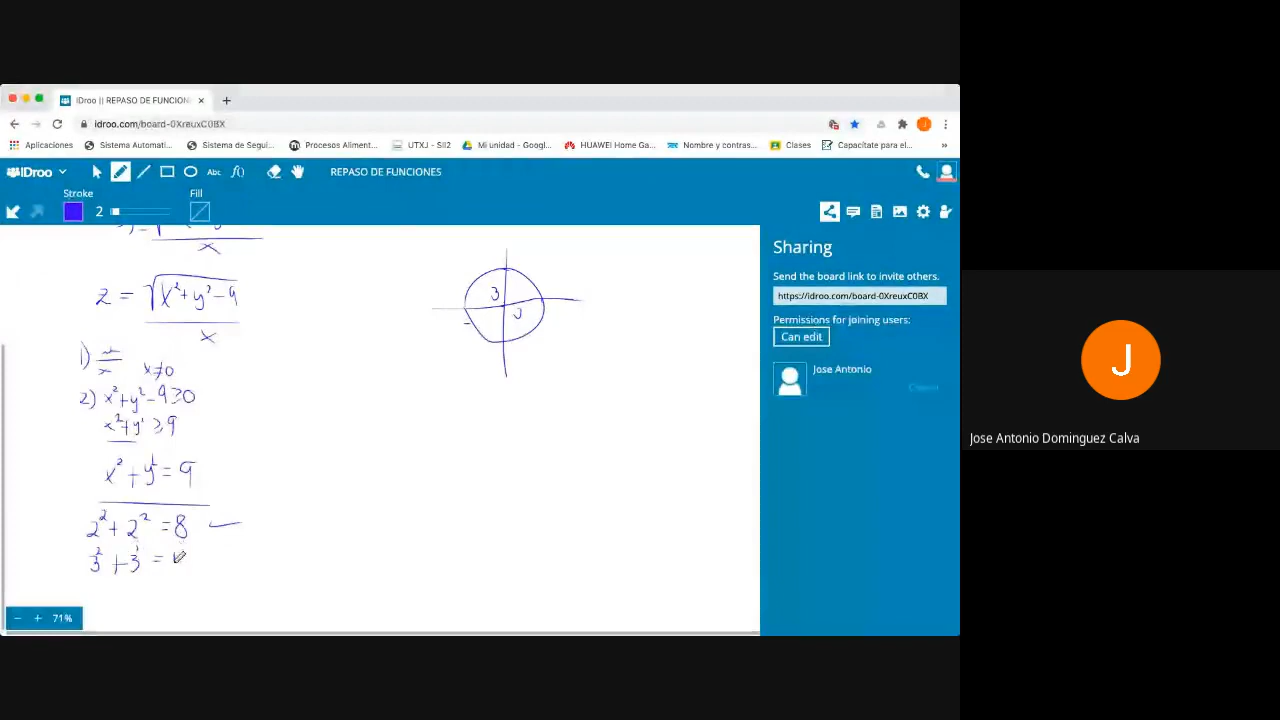 IDroo || REPASO DE FUNCION
idroo.com/board-0XreuxC0BX
Aplicaciones Sistema Automati... Sistema de Segui... Procesos Aliment... UTXJ - SII2 Mi unidad - Googl... HUAWEI Home Ga... Nombre y contras... Clases Capacítate para el... »
IDroo Abc f() REPASO DE FUNCIONES
Stroke Fill
2
Sharing
Send the board link to invite others.
https://idroo.com/board-0XreuxC0BX
Permissions for joining users:
Can edit
Jose Antonio
x
z = √x²+y²-9
x
1) x x≠0
2) x²+y²-9≥0
x²+y²≥9
x²+y²=9
2²+2²=8
3²+3²=
3
3
- + 71%
J
Jose Antonio Dominguez Calva